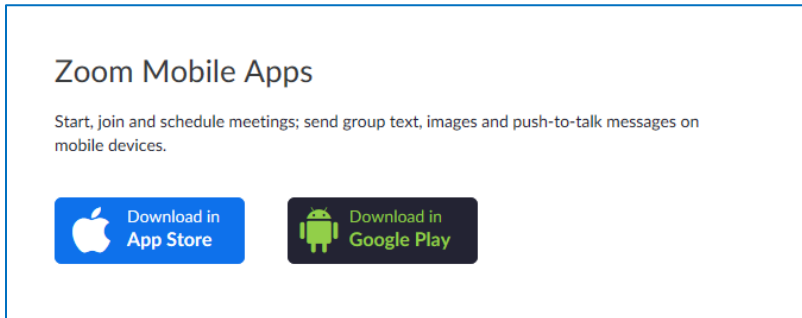 Zoom Mobile Apps
Start, join and schedule meetings; send group text, images and push-to-talk messages on
mobile devices.
Download in
App Store
Download in
Google Play